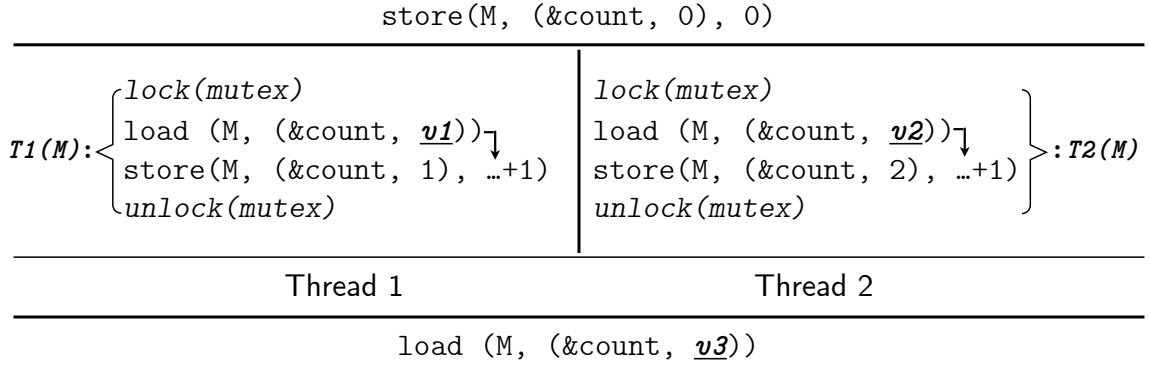 store(M, (&count, 0), 0)
lock(mutex)
load (M, (&count, v1))
T1(M):
store(M, (&count, 1), …+1)
unlock(mutex)
lock(mutex)
load (M, (&count, v2))
:T2(M)
store(M, (&count, 2), …+1)
unlock(mutex)
Thread 1
Thread 2
load (M, (&count, v3))